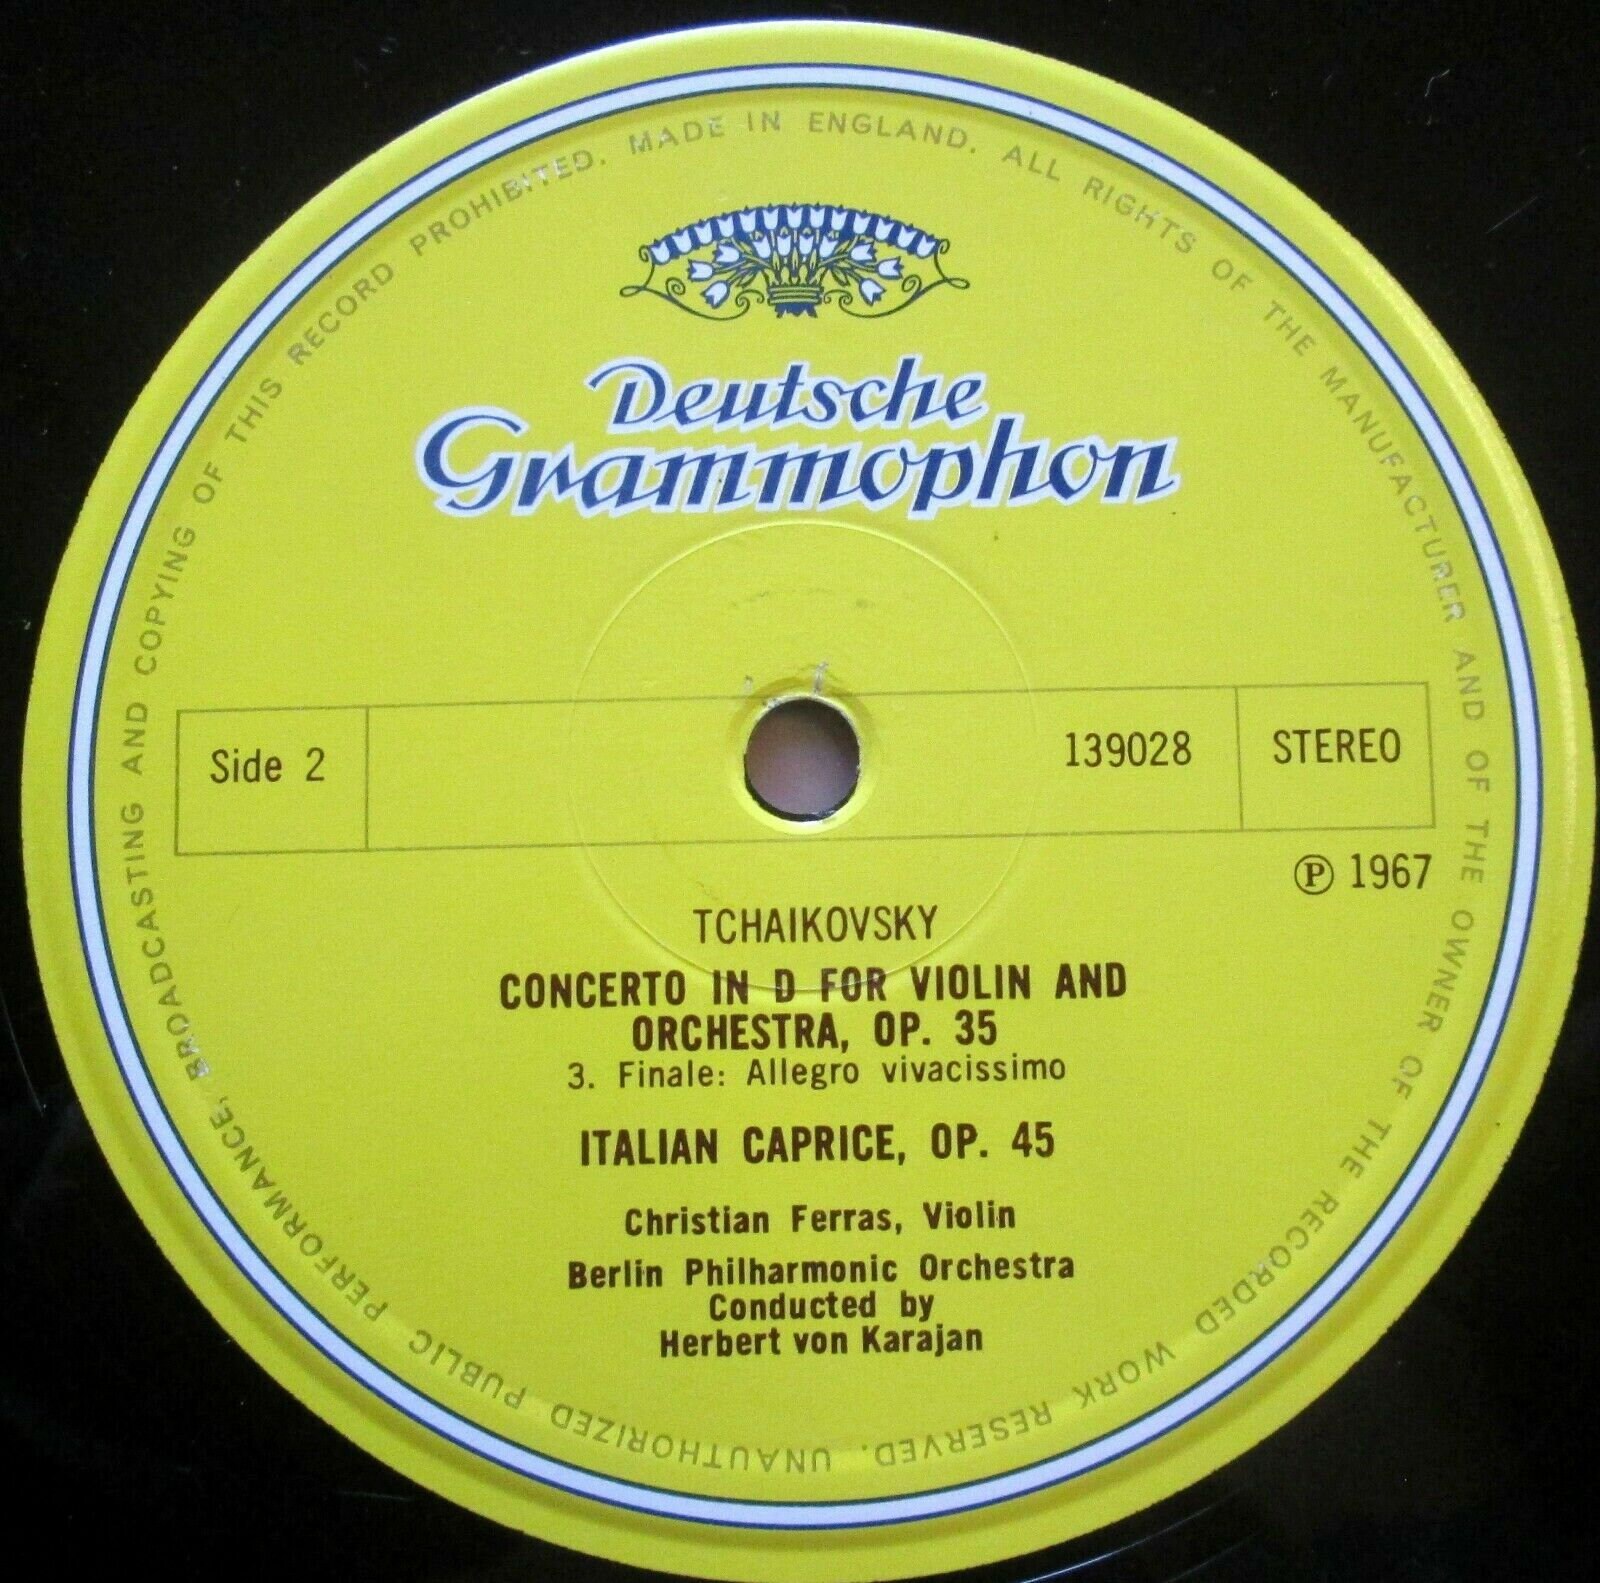 MADE IN ENGLAND. ALL RIGHTS OF THE MANUFACTURER AND OF THE OWNER OF THE RECORDED WORK RESERVED. UNAUTHORIZED PUBLIC PERFORMANCE, BROADCASTING AND COPYING OF THIS RECORD PROHIBITED.
Deutsche
Grammophon
Side 2
139028
STEREO
℗ 1967
TCHAIKOVSKY
CONCERTO IN D FOR VIOLIN AND
ORCHESTRA, OP. 35
3. Finale: Allegro vivacissimo
ITALIAN CAPRICE, OP. 45
Christian Ferras, Violin
Berlin Philharmonic Orchestra
Conducted by
Herbert von Karajan